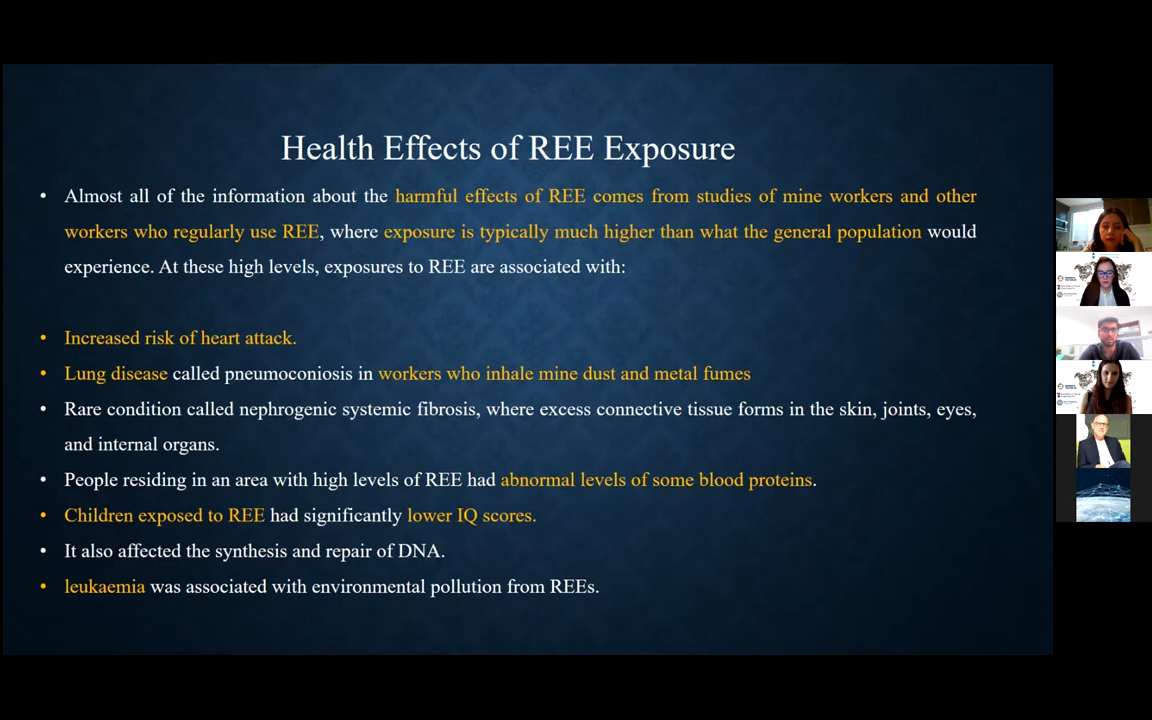 Health Effects of REE Exposure
• Almost all of the information about the harmful effects of REE comes from studies of mine workers and other
workers who regularly use REE, where exposure is typically much higher than what the general population would
experience. At these high levels, exposures to REE are associated with:
• Increased risk of heart attack.
• Lung disease called pneumoconiosis in workers who inhale mine dust and metal fumes
• Rare condition called nephrogenic systemic fibrosis, where excess connective tissue forms in the skin, joints, eyes,
and internal organs.
• People residing in an area with high levels of REE had abnormal levels of some blood proteins.
• Children exposed to REE had significantly lower IQ scores.
• It also affected the synthesis and repair of DNA.
• leukaemia was associated with environmental pollution from REEs.